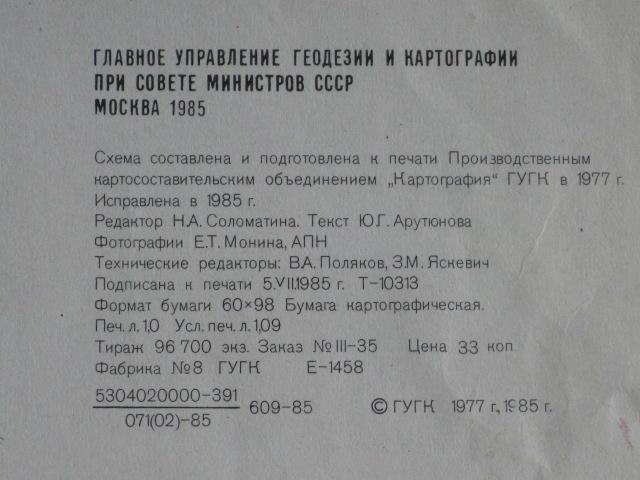 ГЛАВНОЕ УПРАВЛЕНИЕ ГЕОДЕЗИИ И КАРТОГРАФИИ
ПРИ СОВЕТЕ МИНИСТРОВ СССР
МОСКВА 1985
Схема составлена и подготовлена к печати Производственным
картосоставительским объединением „Картография" ГУГК в 1977 г.
Исправлена в 1985 г.
Редактор Н.А. Соломатина. Текст Ю.Г. Арутюнова
Фотографии Е.Т. Монина, АПН
Технические редакторы: В.А. Поляков, З.М. Яскевич
Подписана к печати 5.VII.1985 г. Т-10313
Формат бумаги 60×98 Бумага картографическая.
Печ. л. 1,0 Усл. печ. л. 1,09
Тираж 96 700 экз. Заказ № III-35 Цена 33 коп
Фабрика № 8 ГУГК Е-1458
5304020000-391
071(02)-85
609-85 © ГУГК 1977 г., 1985 г.